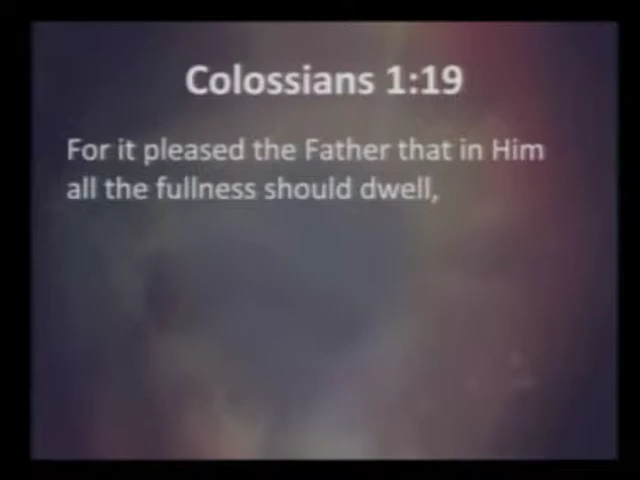 Colossians 1:19
For it pleased the Father that in Him
all the fullness should dwell,